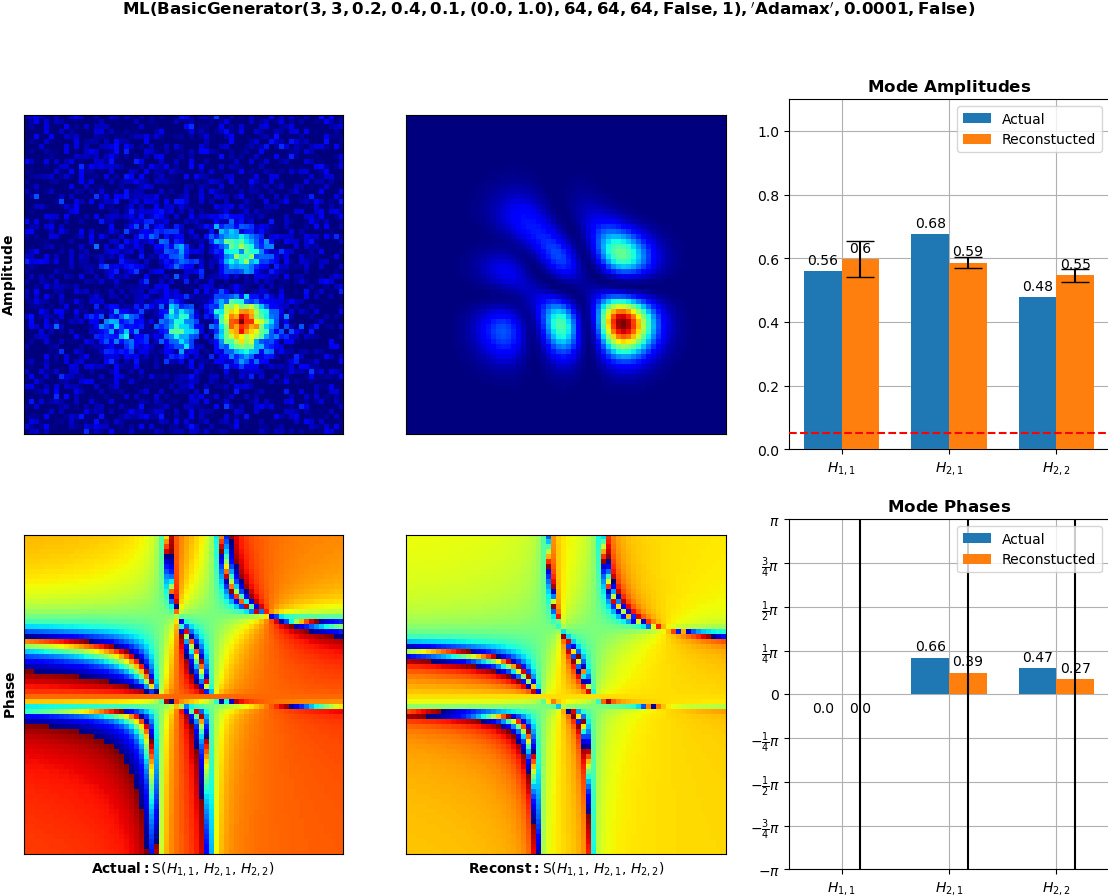 ML(BasicGenerator(3, 3, 0.2, 0.4, 0.1, (0.0, 1.0), 64, 64, 64, False, 1), ′Adamax′, 0.0001, False)
Amplitude
Mode Amplitudes
Actual
Reconstucted
1.0
0.8
0.6
0.4
0.2
0.0
0.56
0.6
0.68
0.59
0.48
0.55
H1,1
H2,1
H2,2
Phase
Actual: S(H1,1, H2,1, H2,2)
Reconst: S(H1,1, H2,1, H2,2)
Mode Phases
Actual
Reconstucted
π
3/4π
1/2π
1/4π
0
−1/4π
−1/2π
−3/4π
−π
0.0
0.0
0.66
0.39
0.47
0.27
H1,1
H2,1
H2,2